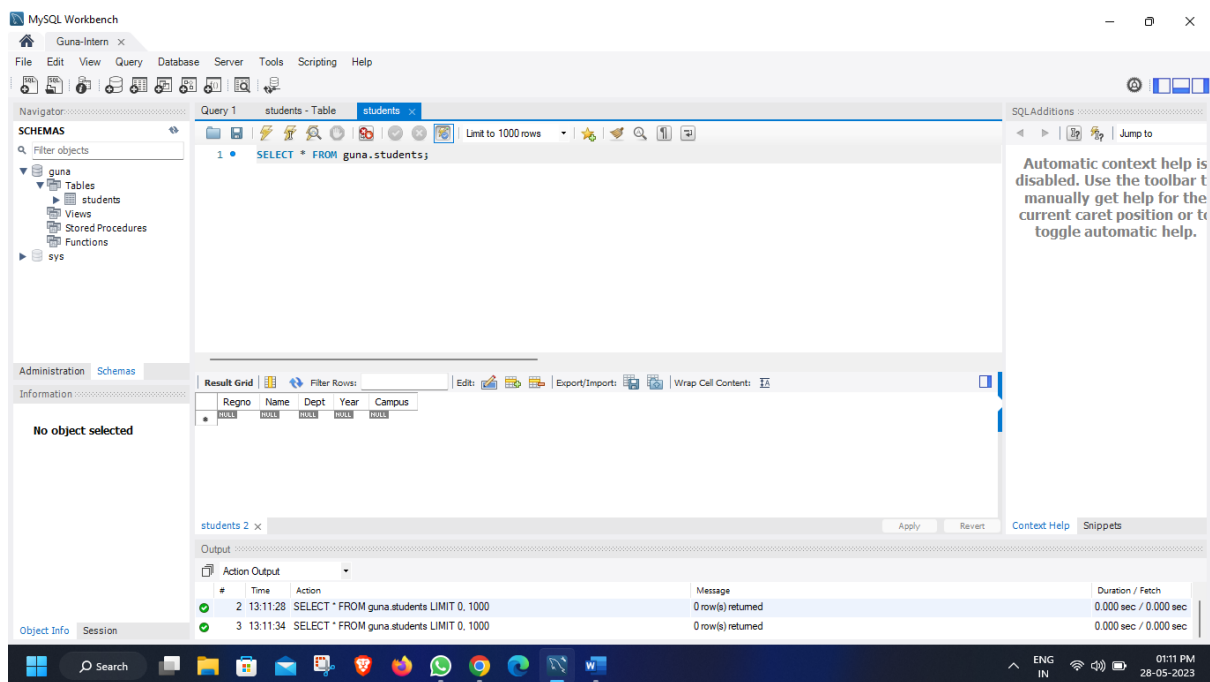 MySQL Workbench
Guna-Intern
File Edit View Query Database Server Tools Scripting Help
Navigator
SCHEMAS
Filter objects
guna
Tables
students
Views
Stored Procedures
Functions
sys
Administration Schemas
Information
No object selected
Object Info Session
Query 1 students - Table students
Limit to 1000 rows
1 SELECT * FROM guna.students;
Result Grid Filter Rows: Edit: Export/Import: Wrap Cell Content:
Regno Name Dept Year Campus
NULL NULL NULL NULL NULL
students 2
Apply Revert
SQLAdditions
Jump to
Automatic context help is
disabled. Use the toolbar t
manually get help for the
current caret position or to
toggle automatic help.
Context Help Snippets
Output
Action Output
# Time Action Message Duration / Fetch
2 13:11:28 SELECT * FROM guna.students LIMIT 0, 1000 0 row(s) returned 0.000 sec / 0.000 sec
3 13:11:34 SELECT * FROM guna.students LIMIT 0, 1000 0 row(s) returned 0.000 sec / 0.000 sec
Search
ENG
IN
01:11 PM
28-05-2023